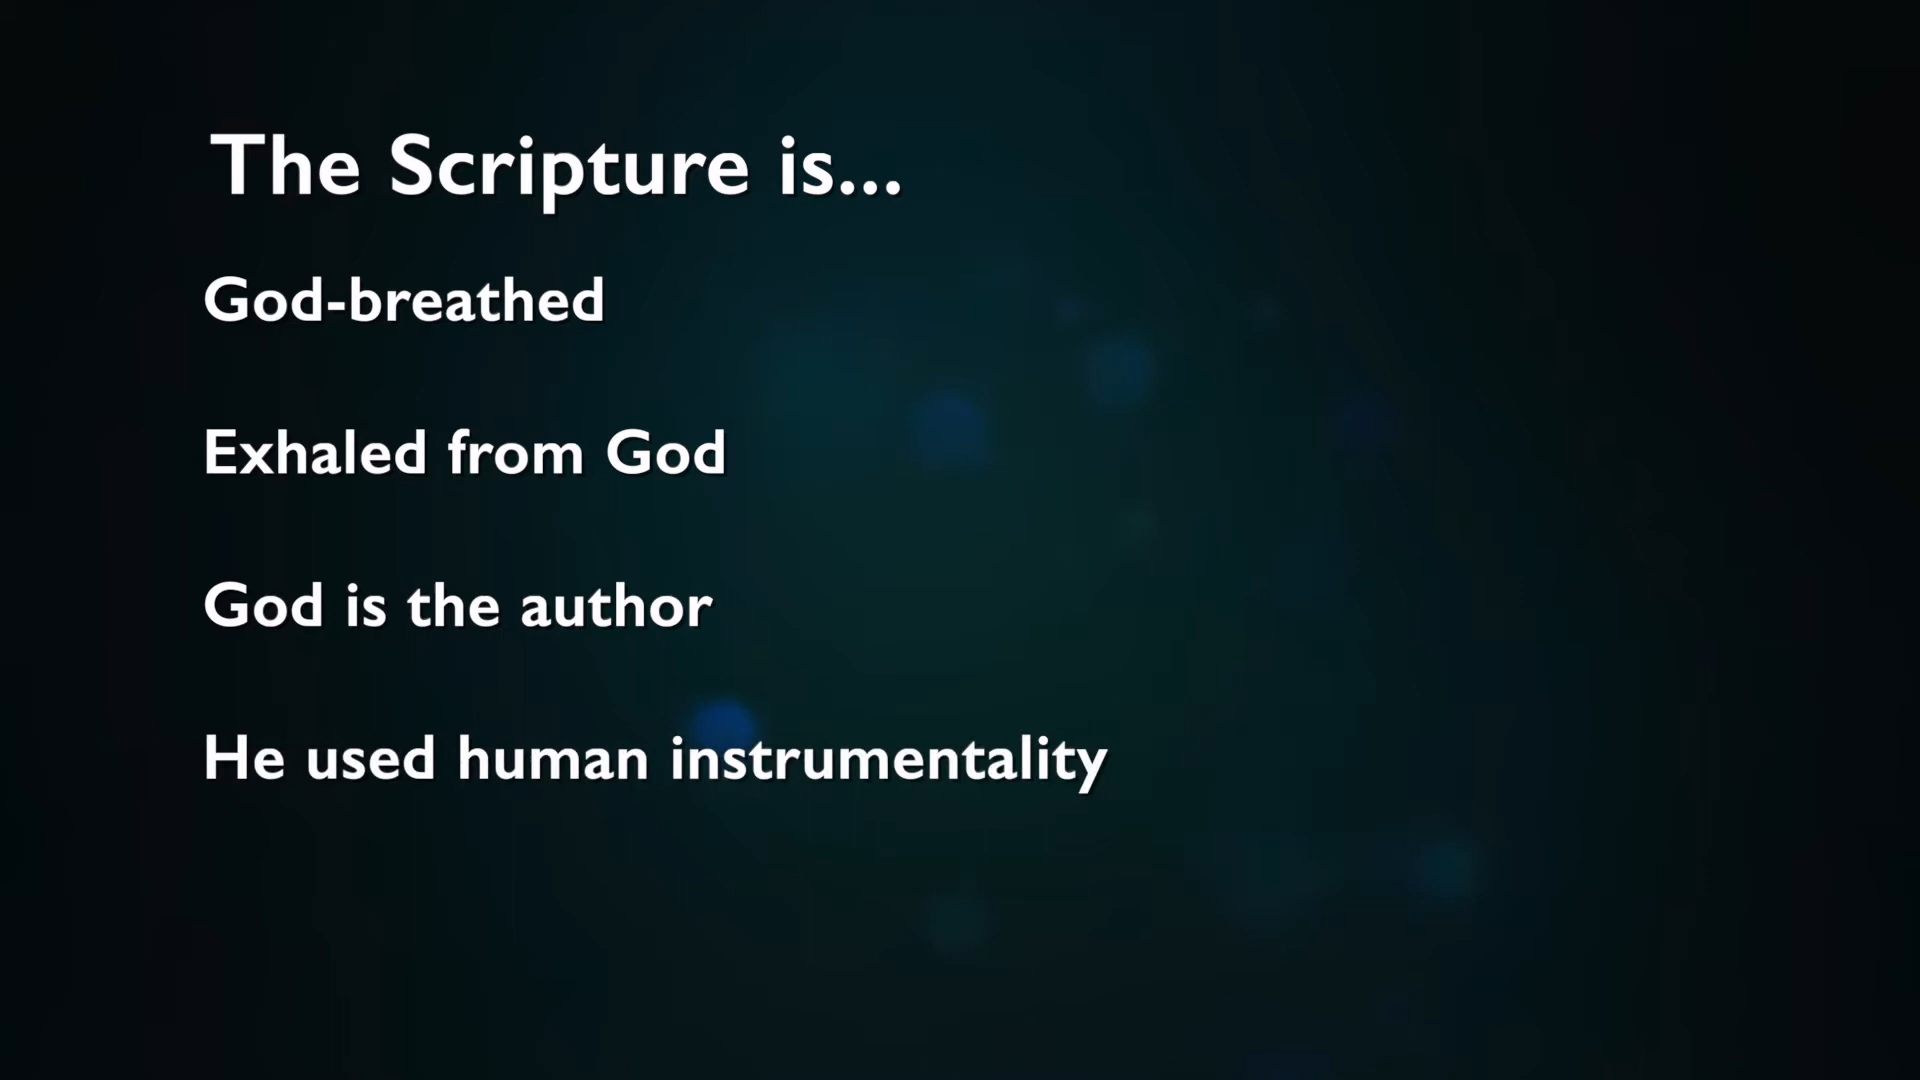 The Scripture is...
God-breathed
Exhaled from God
God is the author
He used human instrumentality